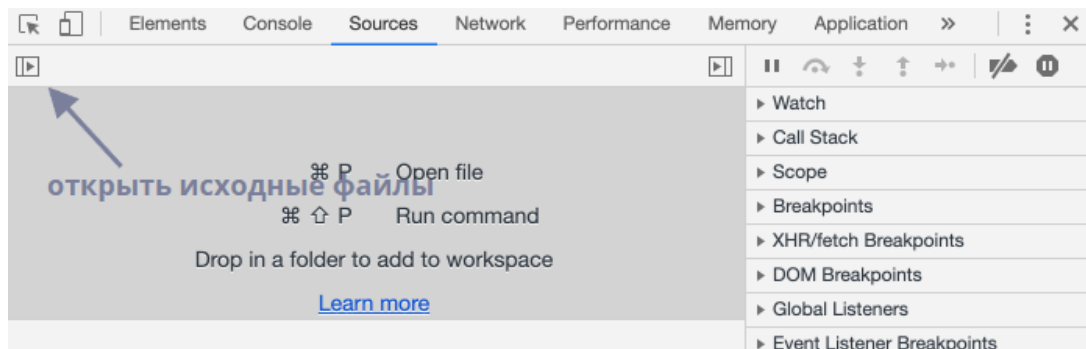 Elements Console Sources Network Performance Memory Application »
открыть исходные файлы
⌘ P Open file
⌘ ⇧ P Run command
Drop in a folder to add to workspace
Learn more
Watch
Call Stack
Scope
Breakpoints
XHR/fetch Breakpoints
DOM Breakpoints
Global Listeners
Event Listener Breakpoints